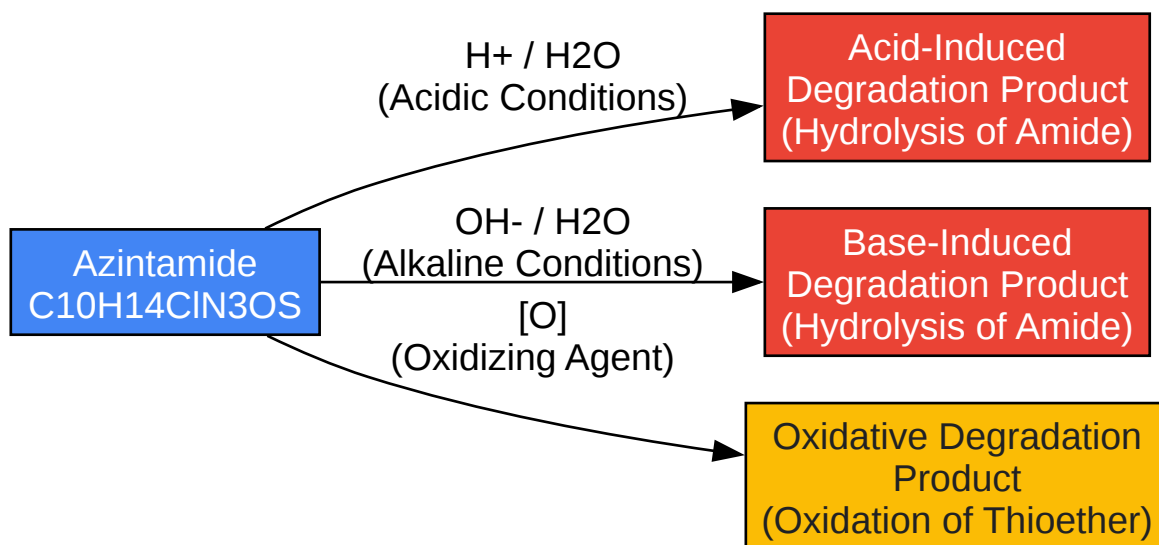 H+ / H2O
(Acidic Conditions)
Acid-Induced
Degradation Product
(Hydrolysis of Amide)
Azintamide
C10H14ClN3OS
OH- / H2O
(Alkaline Conditions)
Base-Induced
Degradation Product
(Hydrolysis of Amide)
[O]
(Oxidizing Agent)
Oxidative Degradation
Product
(Oxidation of Thioether)